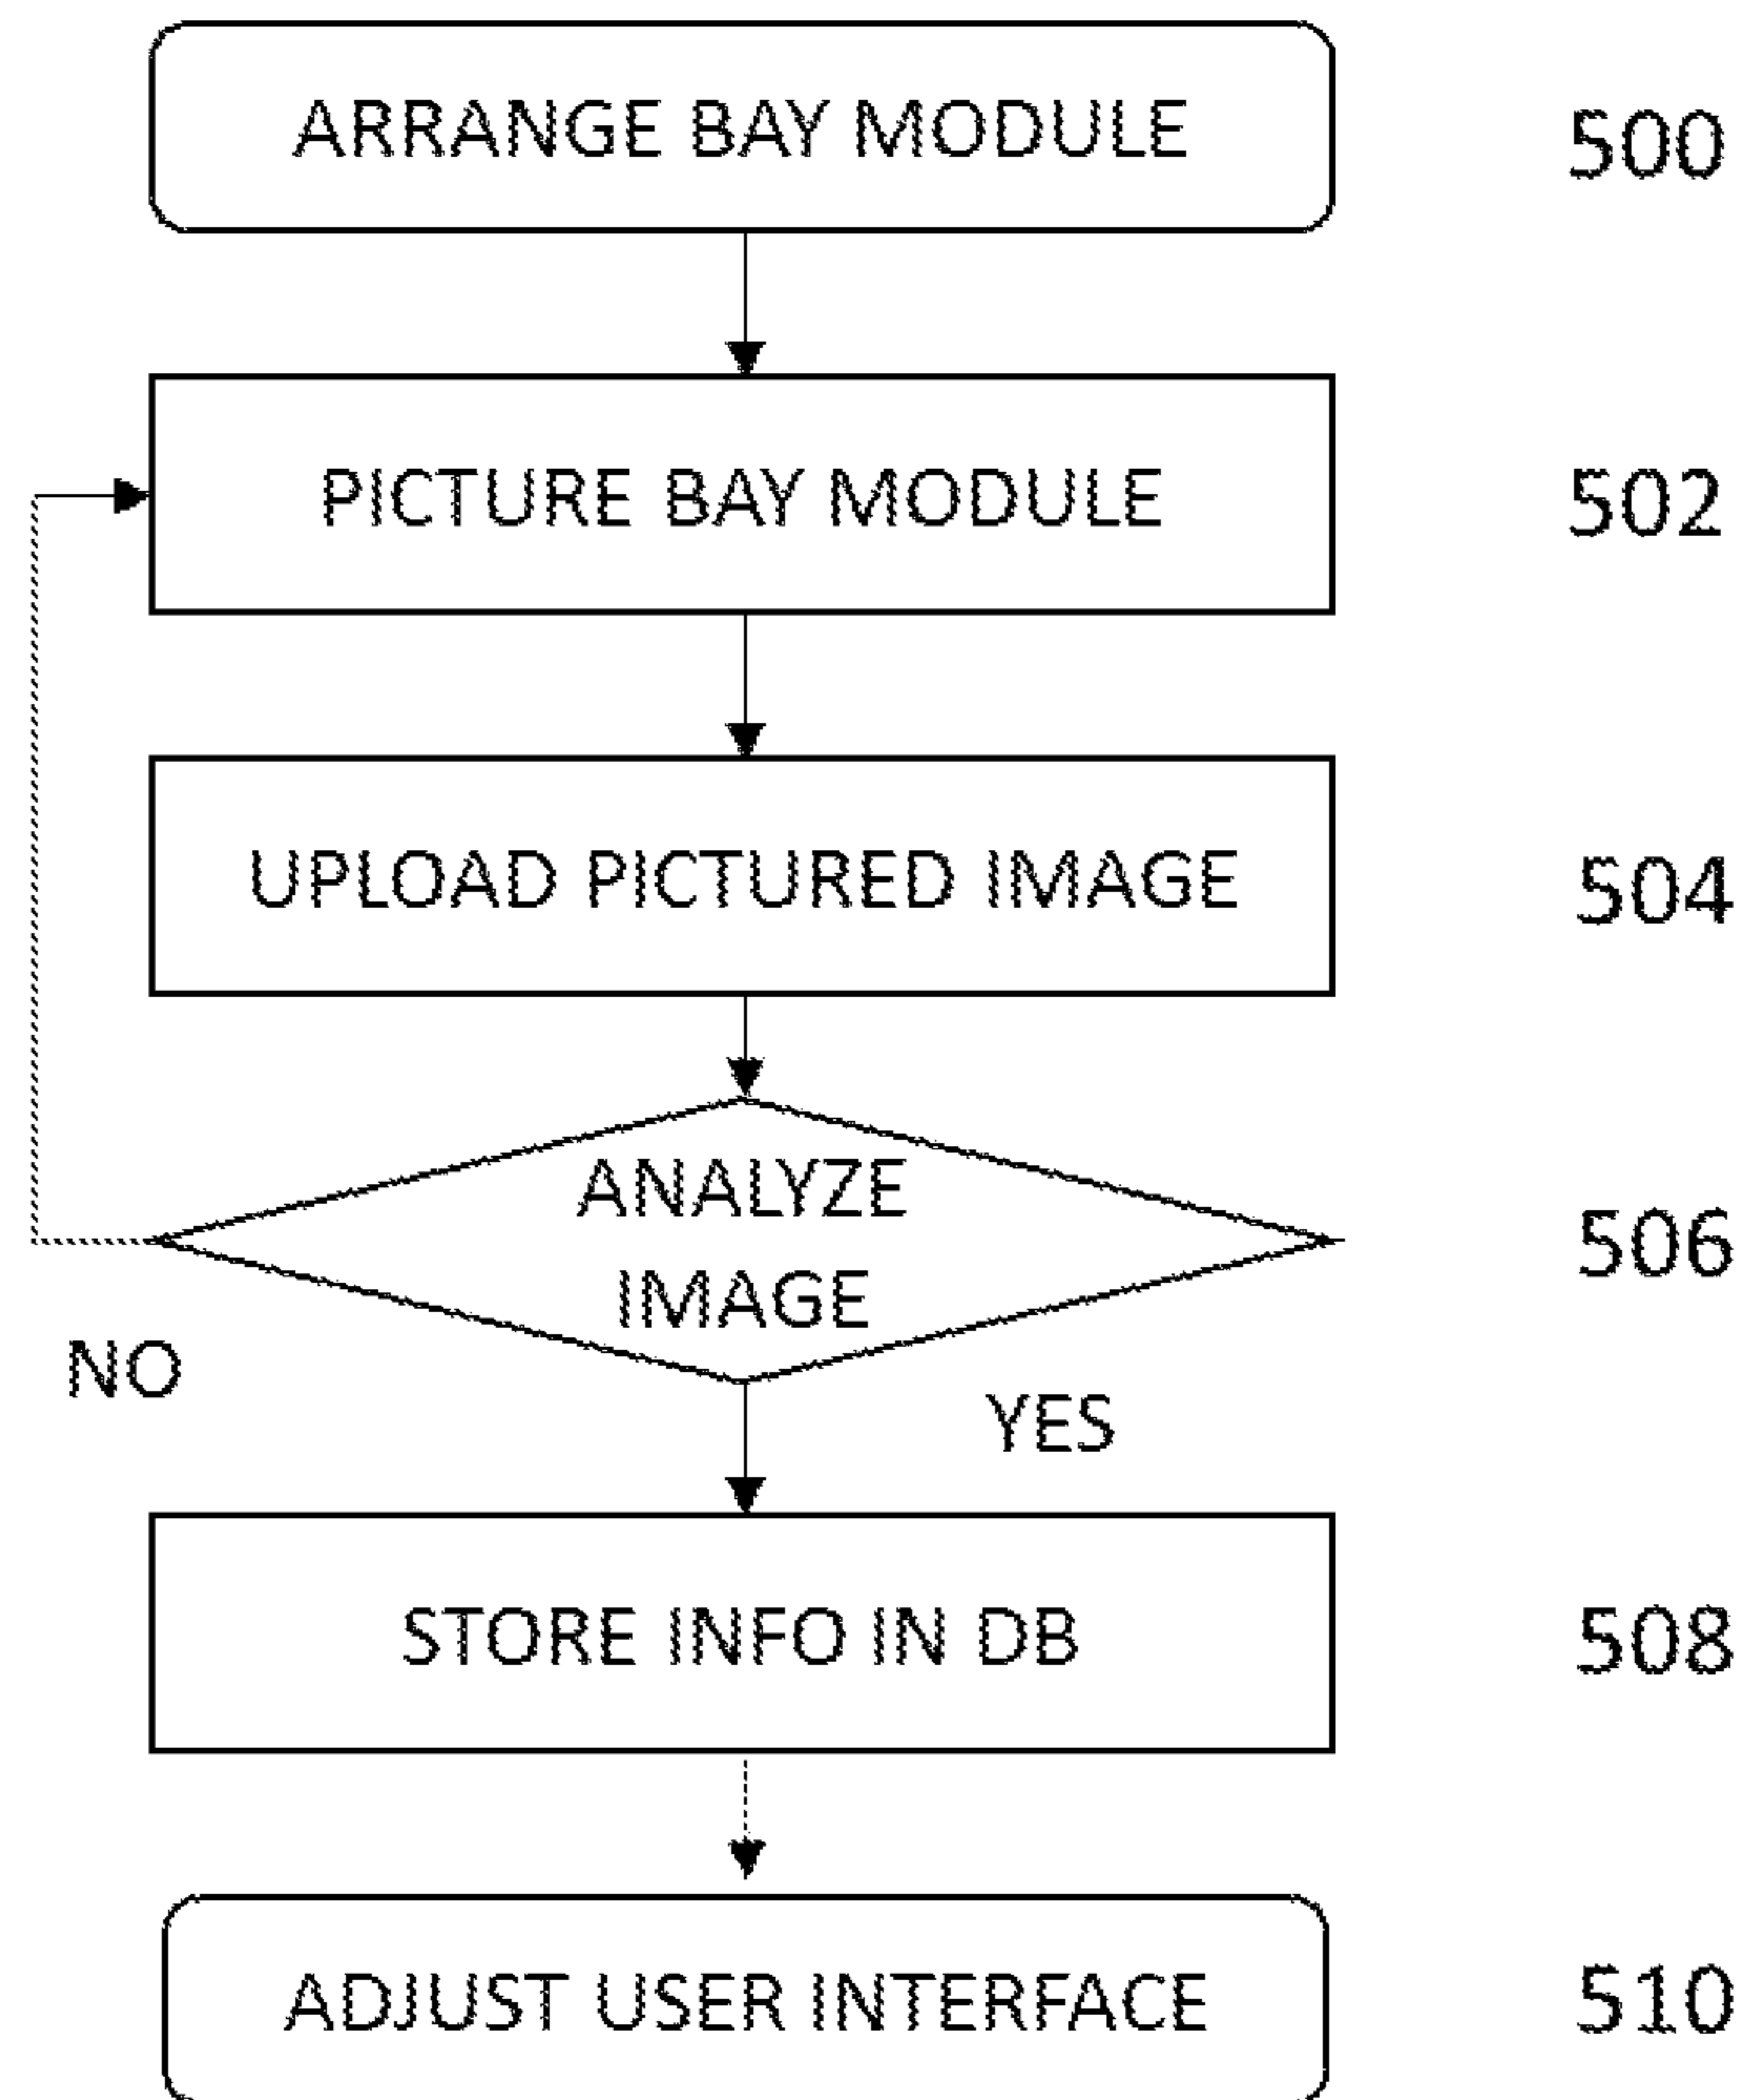 ARRANGE BAY MODULE 500
PICTURE BAY MODULE 502
UPLOAD PICTURED IMAGE 504
ANALYZE
IMAGE
506
NO
YES
STORE INFO IN DB 508
ADJUST USER INTERFACE 510